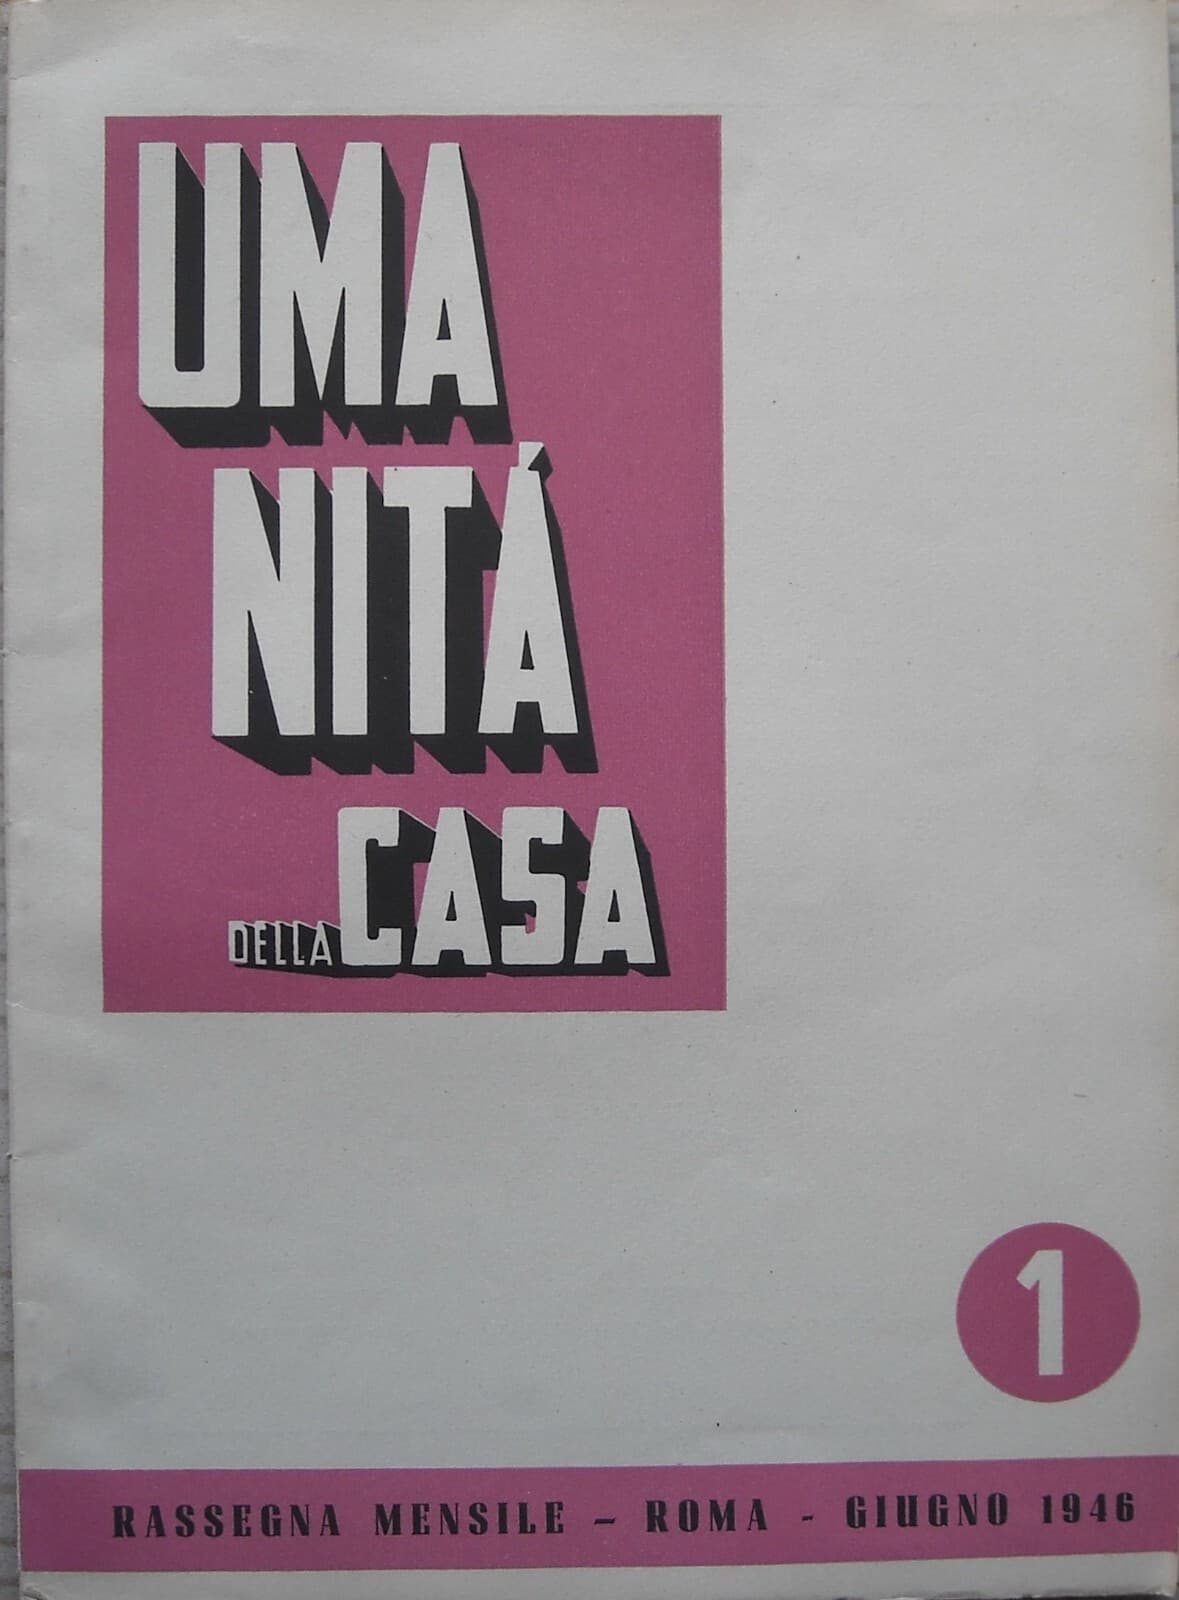 UMA
NITÁ
DELLA CASA
1
RASSEGNA MENSILE – ROMA - GIUGNO 1946